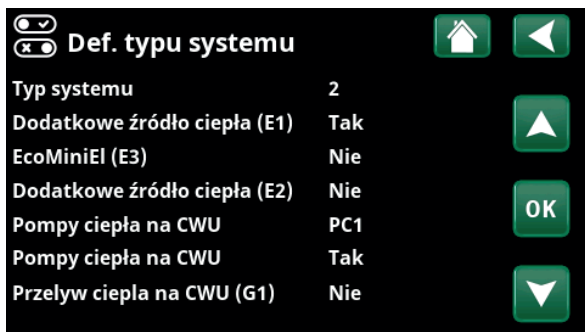 Def. typu systemu
Typ systemu 2
Dodatkowe źródło ciepła (E1) Tak
EcoMiniEl (E3) Nie
Dodatkowe źródło ciepła (E2) Nie
OK
Pompy ciepła na CWU PC1
Pompy ciepła na CWU Tak
Przelyw ciepla na CWU (G1) Nie